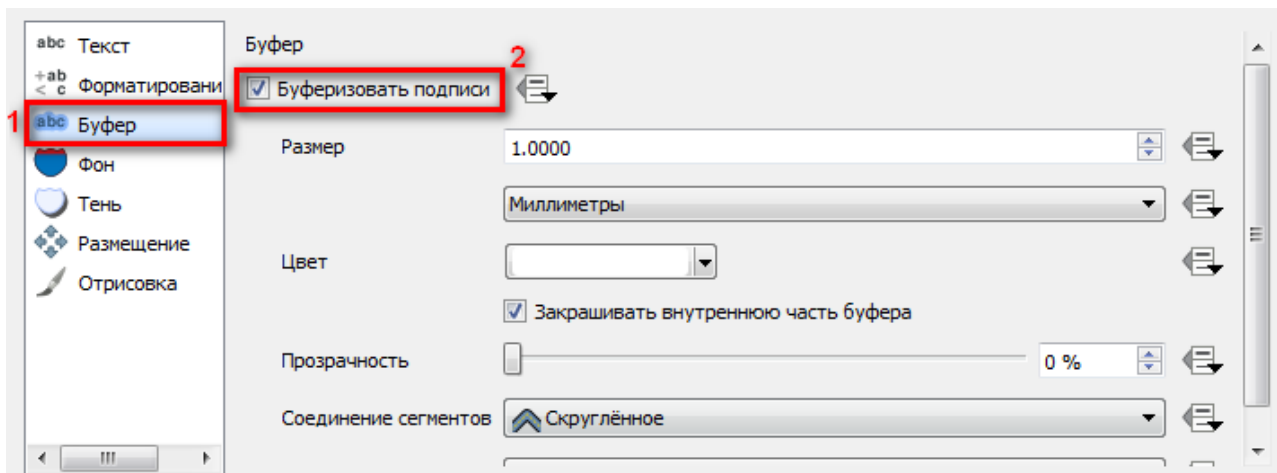 abc Текст
+ab
< c Форматировани
1 abc Буфер
Фон
Тень
Размещение
Отрисовка
Буфер
2
Буферизовать подписи
Размер 1.0000
Миллиметры
Цвет
Закрашивать внутреннюю часть буфера
Прозрачность 0 %
Соединение сегментов Скруглённое